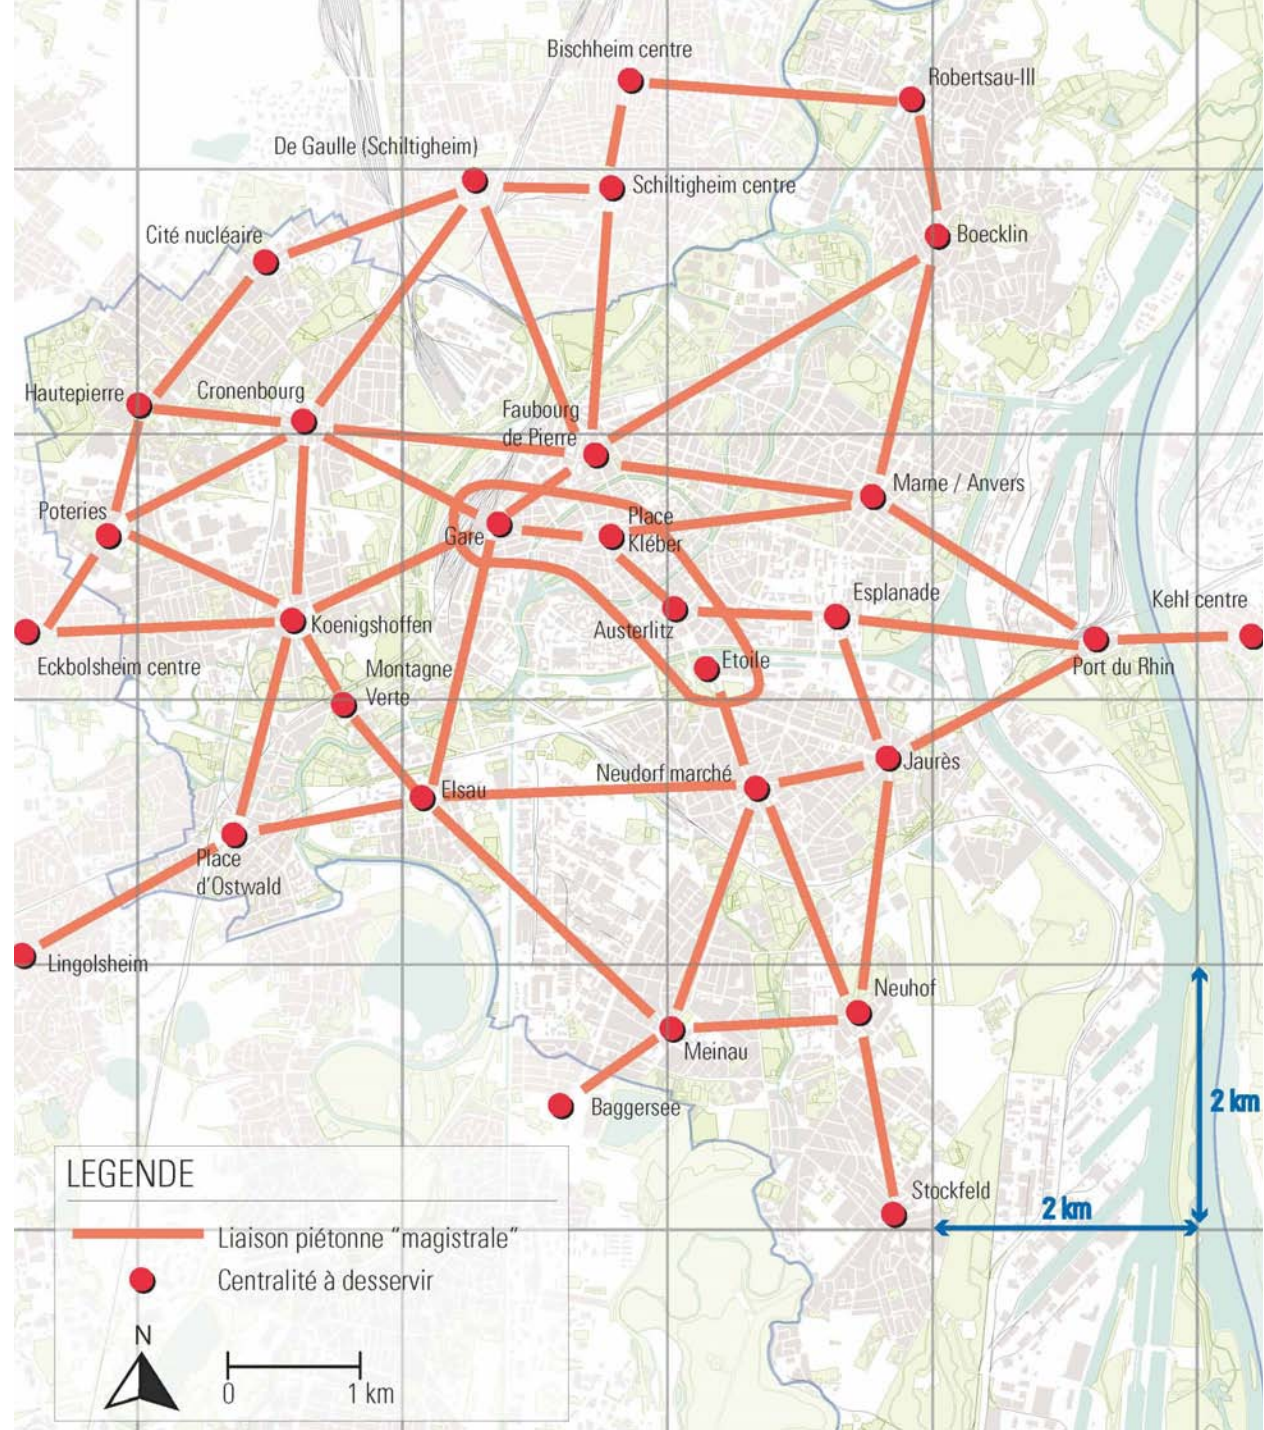 Bischheim centre
Robertsau-III
De Gaulle (Schiltigheim)
Schiltigheim centre
Cité nucléaire
Boecklin
Hautepierre
Cronenbourg
Faubourg
de Pierre
Marne / Anvers
Poteries
Gare
Place
Kléber
Esplanade
Kehl centre
Koenigshoffen
Austerlitz
Eckbolsheim centre
Montagne
Verte
Etoile
Port du Rhin
Neudorf marché
Jaurès
Elsau
Place
d'Ostwald
Lingolsheim
Neuhof
Meinau
Baggersee
2 km
Stockfeld
2 km
LEGENDE
Liaison piétonne "magistrale"
Centralité à desservir
N
0 1 km